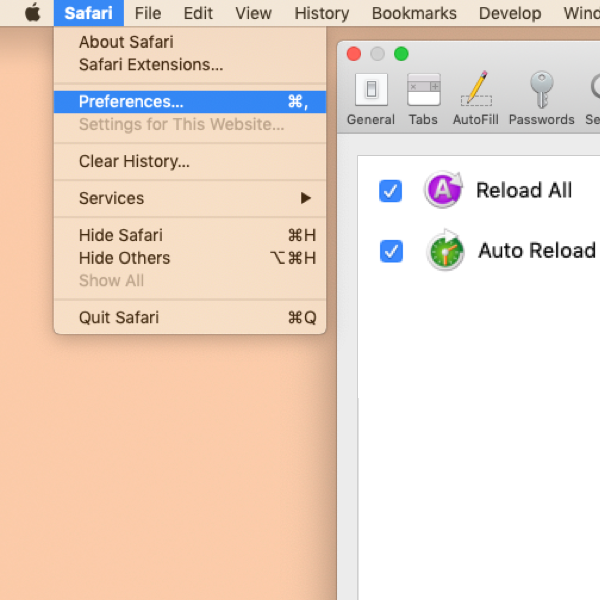 Safari File Edit View History Bookmarks Develop Wind
About Safari
Safari Extensions...
Preferences... ⌘,
Settings for This Website...
Clear History...
Services ▶
Hide Safari ⌘H
Hide Others ⌥⌘H
Show All
Quit Safari ⌘Q
General Tabs AutoFill Passwords Se
A Reload All
Auto Reload